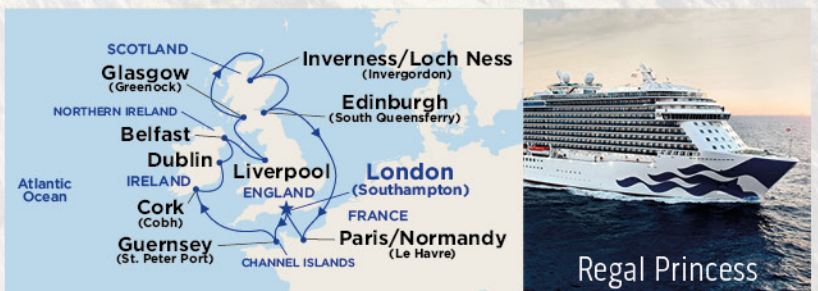 SCOTLAND
Glasgow
(Greenock)
Inverness/Loch Ness
(Invergordon)
Edinburgh
(South Queensferry)
NORTHERN IRELAND
Belfast
Dublin
Liverpool
ENGLAND
London
(Southampton)
IRELAND
Atlantic
Ocean
Cork
(Cobh)
FRANCE
Guernsey
(St. Peter Port)
CHANNEL ISLANDS
Paris/Normandy
(Le Havre)
Regal Princess